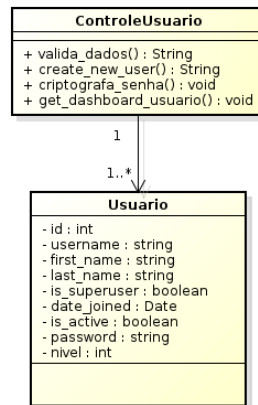 ControleUsuario
+ valida_dados() : String
+ create_new_user() : String
+ criptografa_senha() : void
+ get_dashboard_usuario() : void
1
1..*
Usuario
- id : int
- username : string
- first_name : string
- last_name : string
- is_superuser : boolean
- date_joined : Date
- is_active : boolean
- password : string
- nivel : int